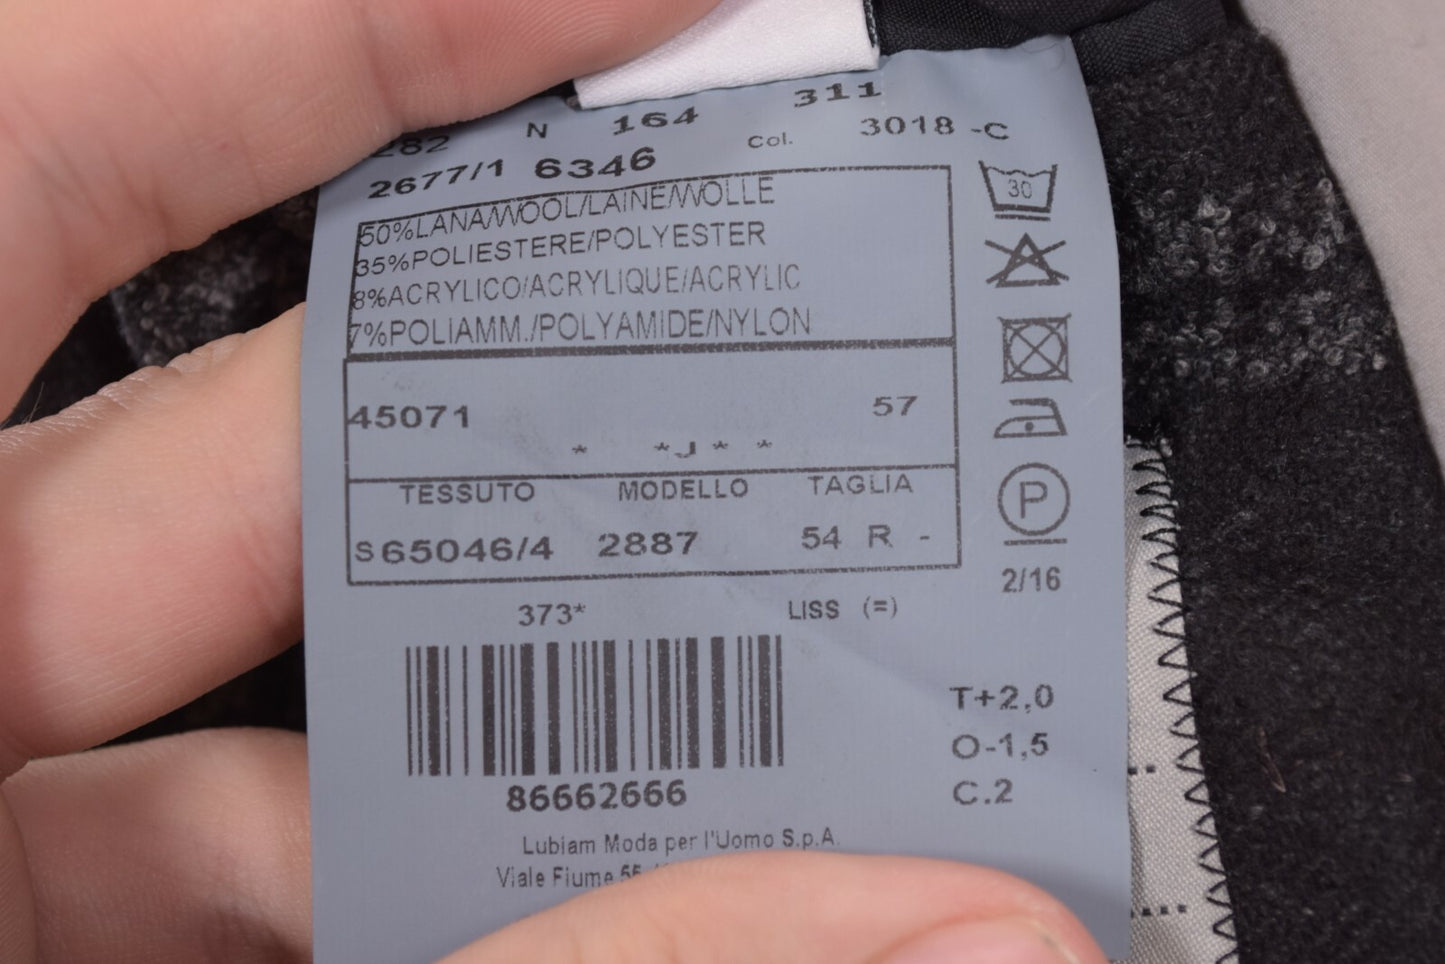 282 N 164 311
2677/1 6346 Col. 3018 -C
50%LANA/WOOL/LAINE/WOLLE
35%POLIESTERE/POLYESTER
8%ACRYLICO/ACRYLIQUE/ACRYLIC
7%POLIAMM./POLYAMIDE/NYLON
30
45071 57
* *J* *
TESSUTO MODELLO TAGLIA
S65046/4 2887 54 R -
P
2/16
373* LISS (=)
86662666
T+2,0
O-1,5
C.2
Lubiam Moda per l'Uomo S.p.A.
Viale Fiume 55